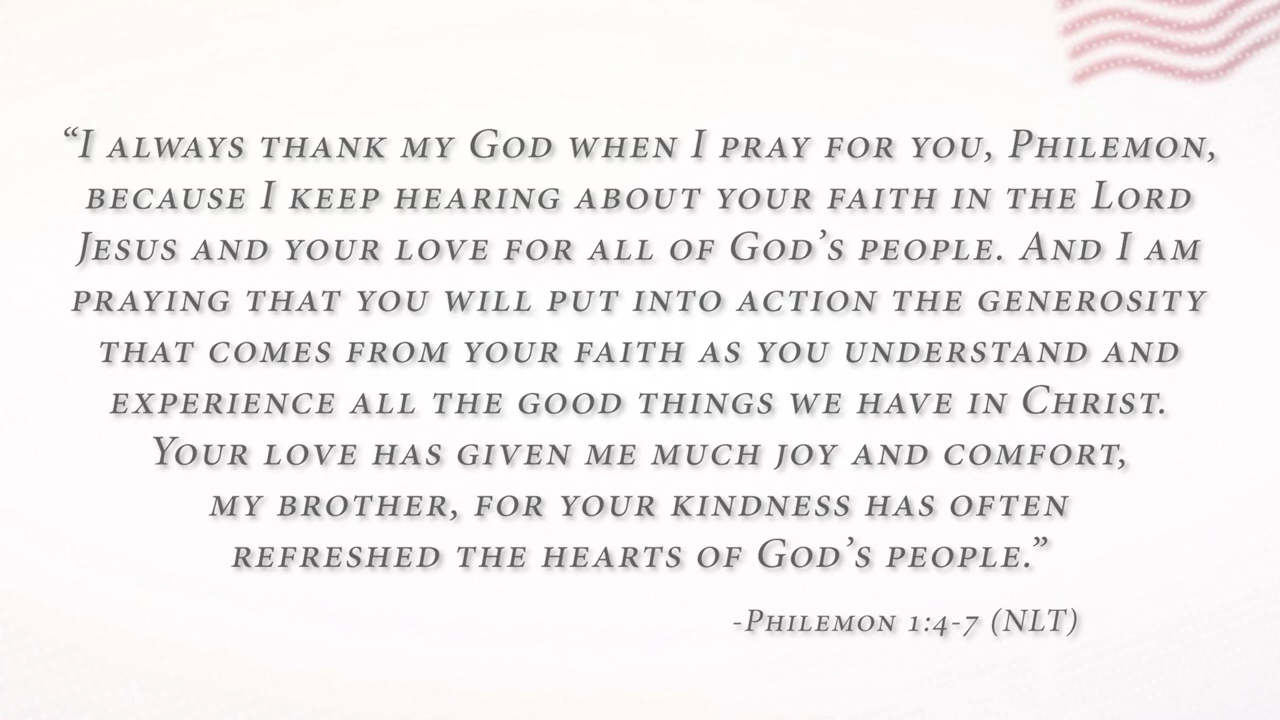 “I always thank my God when I pray for you, Philemon,
because I keep hearing about your faith in the Lord
Jesus and your love for all of God’s people. And I am
praying that you will put into action the generosity
that comes from your faith as you understand and
experience all the good things we have in Christ.
Your love has given me much joy and comfort,
my brother, for your kindness has often
refreshed the hearts of God’s people.”
-Philemon 1:4-7 (NLT)